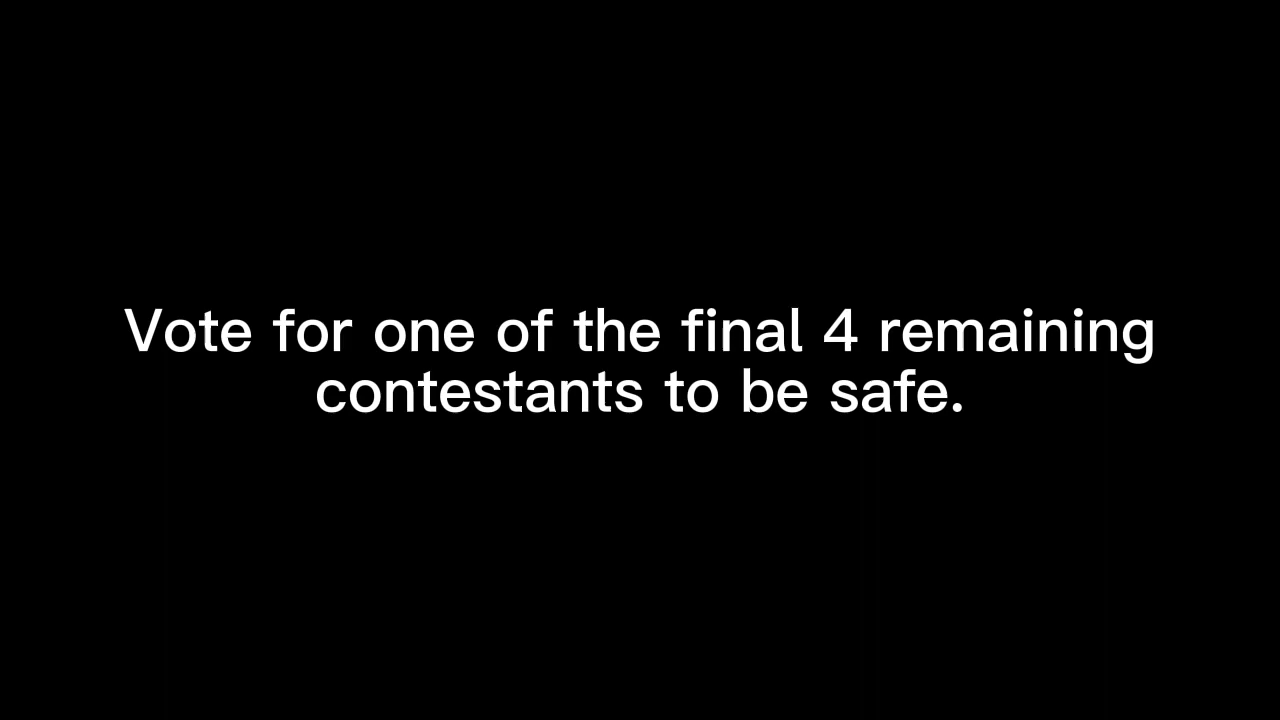 Vote for one of the final 4 remaining
contestants to be safe.